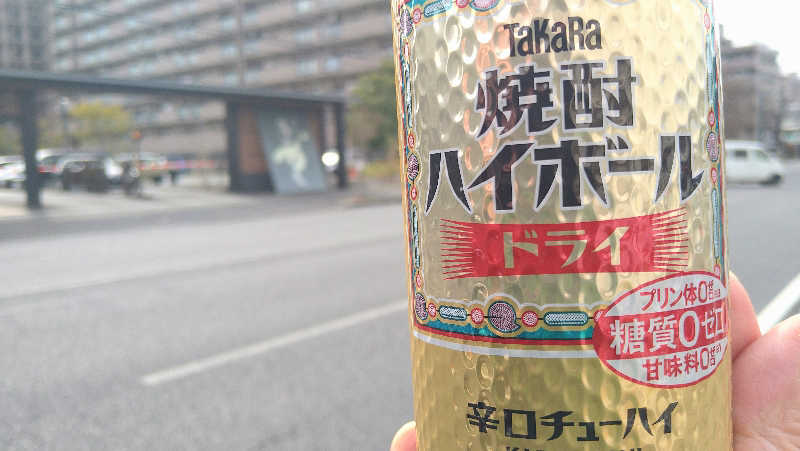 TaKaRa
焼酎
ハイボール
ドライ
プリン体0
糖質0ゼロ
甘味料0
辛口チューハイ